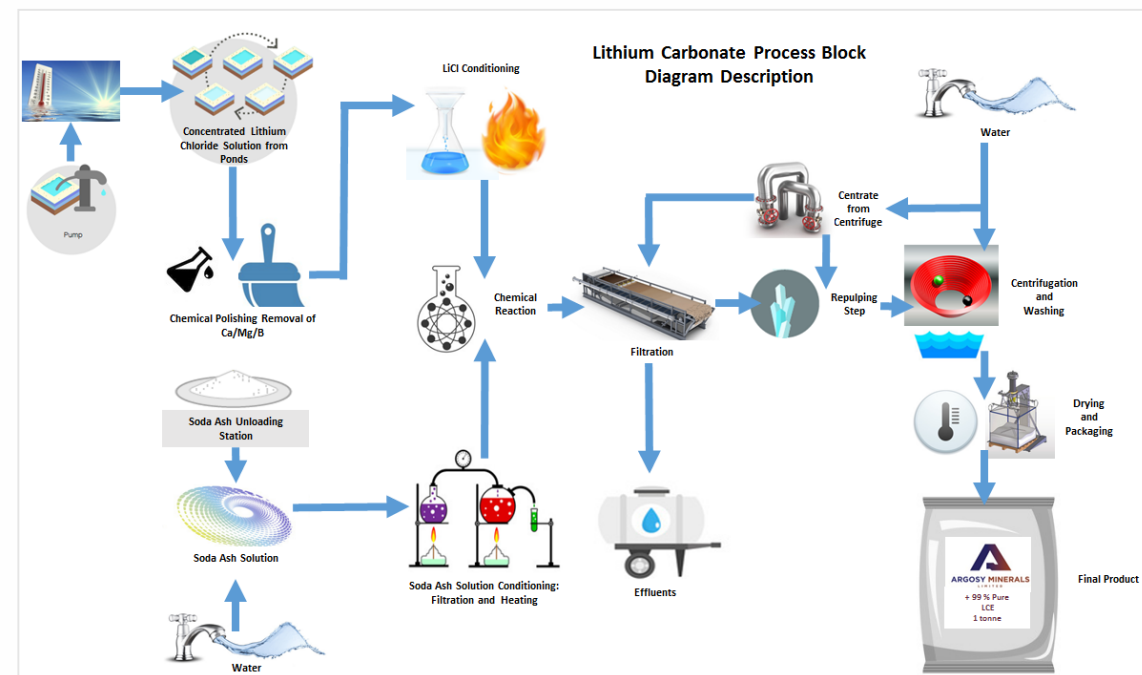 Lithium Carbonate Process Block
Diagram Description
LiCl Conditioning
Water
Concentrated Lithium
Chloride Solution from
Ponds
Pump
Centrate
from
Centrifuge
Chemical Polishing Removal of
Ca/Mg/B
Chemical
Reaction
Filtration
Repulping
Step
Centrifugation
and
Washing
Soda Ash Unloading
Station
Drying
and
Packaging
Soda Ash Solution
Soda Ash Solution Conditioning:
Filtration and Heating
Effluents
ARGOSY MINERALS
LIMITED
+ 99 % Pure
LCE
1 tonne
Final Product
Water